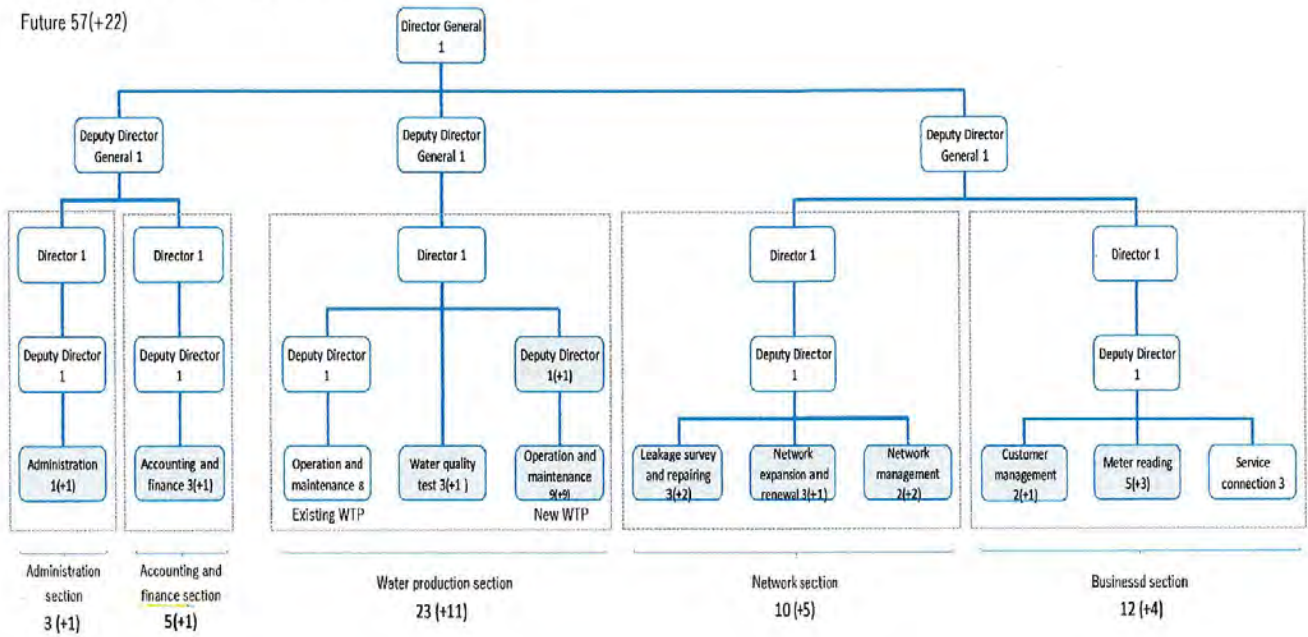 Future 57(+22)
Director General
1
Deputy Director
General 1
Deputy Director
General 1
Deputy Director
General 1
Director 1
Director 1
Director 1
Director 1
Director 1
Deputy Director
1
Deputy Director
1
Deputy Director
1
Deputy Director
1(+1)
Deputy Director
1
Deputy Director
1
Administration
1(+1)
Accounting and
finance 3(+1)
Operation and
maintenance 8
Water quality
test 3(+1 )
Operation and
maintenance
9(+9)
Leakage survey
and repairing
3(+2)
Network
expansion and
renewal 3(+1)
Network
management
2(+2)
Customer
management
2(+1)
Meter reading
5(+3)
Service
connection 3
Existing WTP
New WTP
Administration
section
3 (+1)
Accounting and
finance section
5(+1)
Water production section
23 (+11)
Network section
10 (+5)
Businessd section
12 (+4)